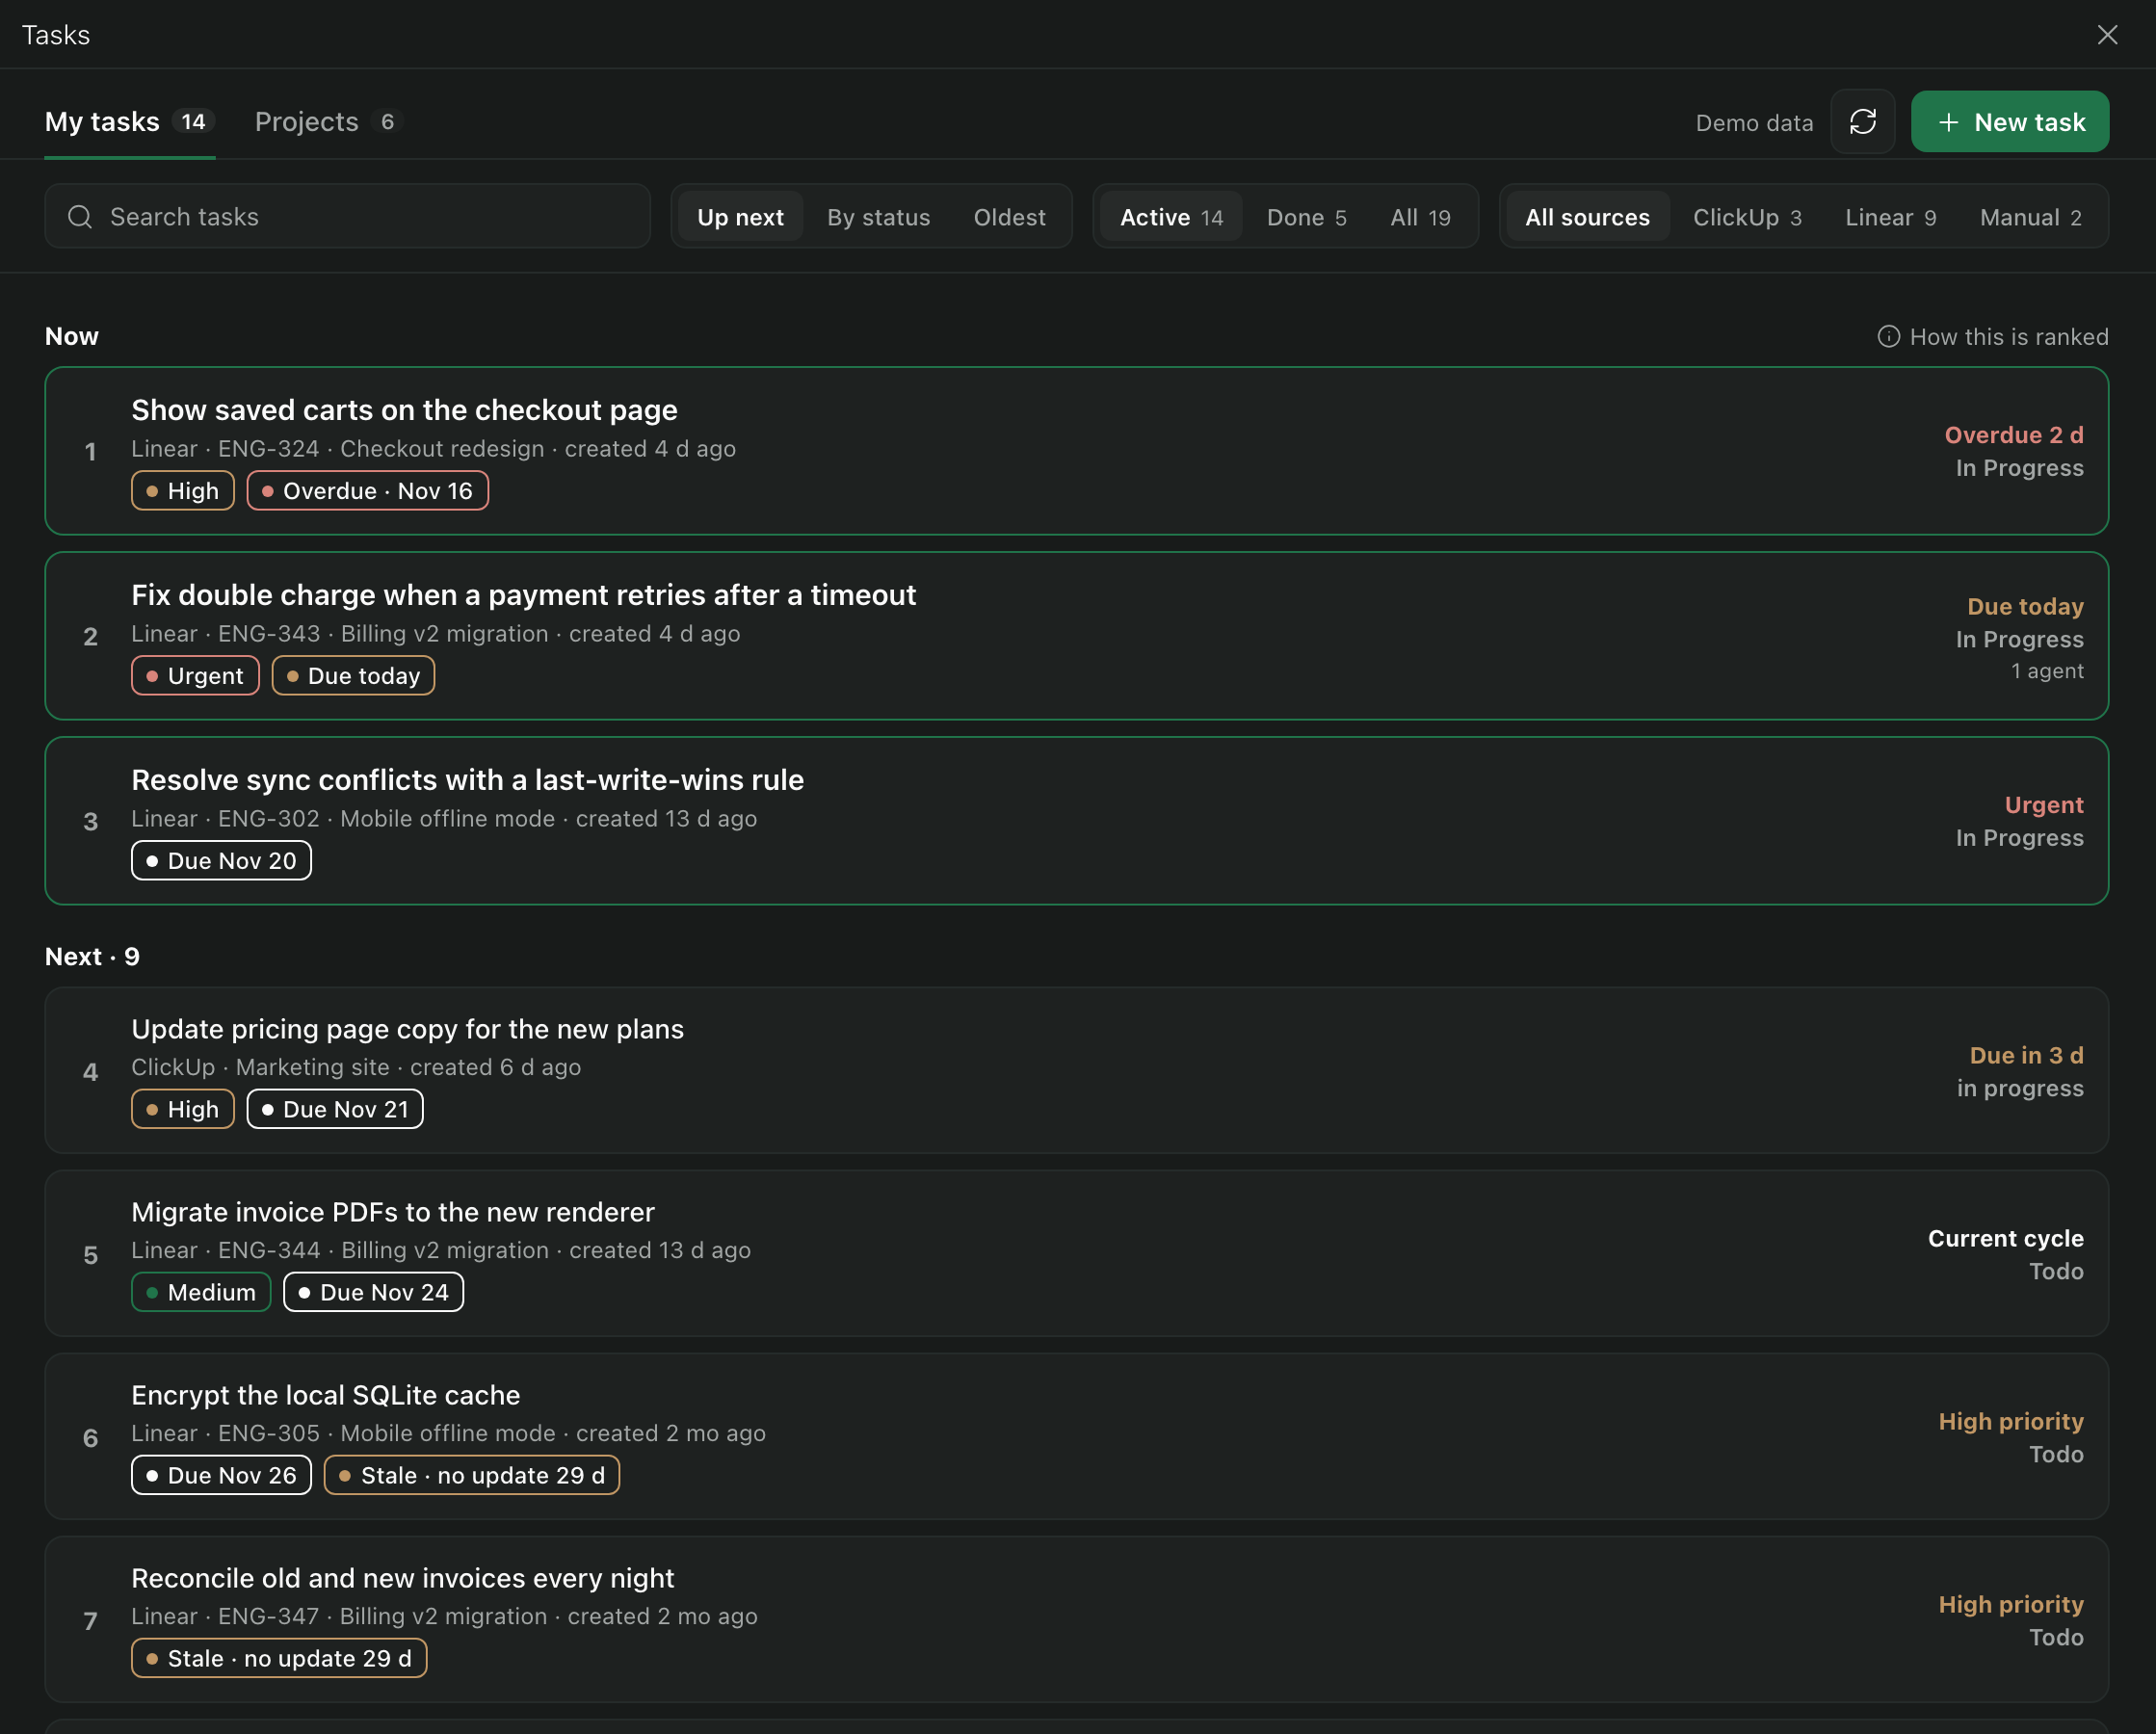 Tasks
My tasks 14 Projects 6 Demo data New task
Search tasks Up next By status Oldest Active 14 Done 5 All 19 All sources ClickUp 3 Linear 9 Manual 2
Now How this is ranked
Show saved carts on the checkout page
1 Linear · ENG-324 · Checkout redesign · created 4 d ago
High Overdue · Nov 16
Overdue 2 d
In Progress
Fix double charge when a payment retries after a timeout
2 Linear · ENG-343 · Billing v2 migration · created 4 d ago
Urgent Due today
Due today
In Progress
1 agent
Resolve sync conflicts with a last-write-wins rule
3 Linear · ENG-302 · Mobile offline mode · created 13 d ago
Due Nov 20
Urgent
In Progress
Next · 9
Update pricing page copy for the new plans
4 ClickUp · Marketing site · created 6 d ago
High Due Nov 21
Due in 3 d
in progress
Migrate invoice PDFs to the new renderer
5 Linear · ENG-344 · Billing v2 migration · created 13 d ago
Medium Due Nov 24
Current cycle
Todo
Encrypt the local SQLite cache
6 Linear · ENG-305 · Mobile offline mode · created 2 mo ago
Due Nov 26 Stale · no update 29 d
High priority
Todo
Reconcile old and new invoices every night
7 Linear · ENG-347 · Billing v2 migration · created 2 mo ago
Stale · no update 29 d
High priority
Todo